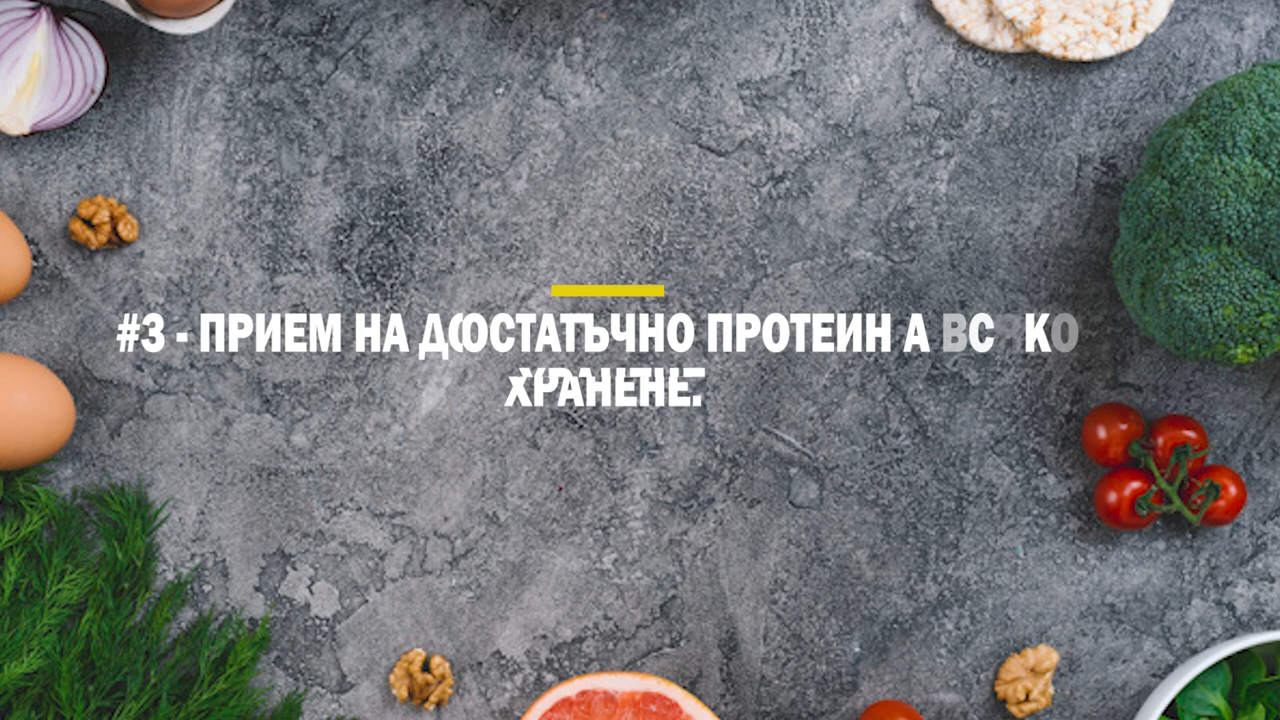 #3 - ПРИЕМ НА ДОСТАТЪЧНО ПРОТЕИН
ХРАНЕНЕ.